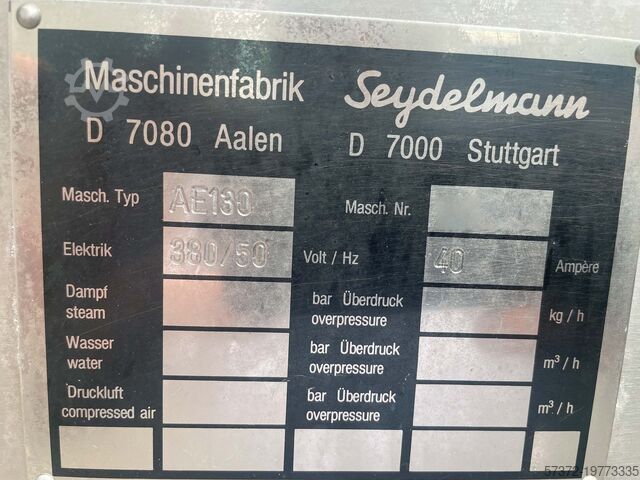 Maschinenfabrik Seydelmann
D 7080 Aalen D 7000 Stuttgart
Masch. Typ AE130 Masch. Nr.
Elektrik 380/50 Volt / Hz 40 Ampère
Dampf bar Überdruck kg / h
steam overpressure
Wasser bar Überdruck m³ / h
water overpressure
Druckluft bar Überdruck m³ / h
compressed air overpressure
57372-19773335